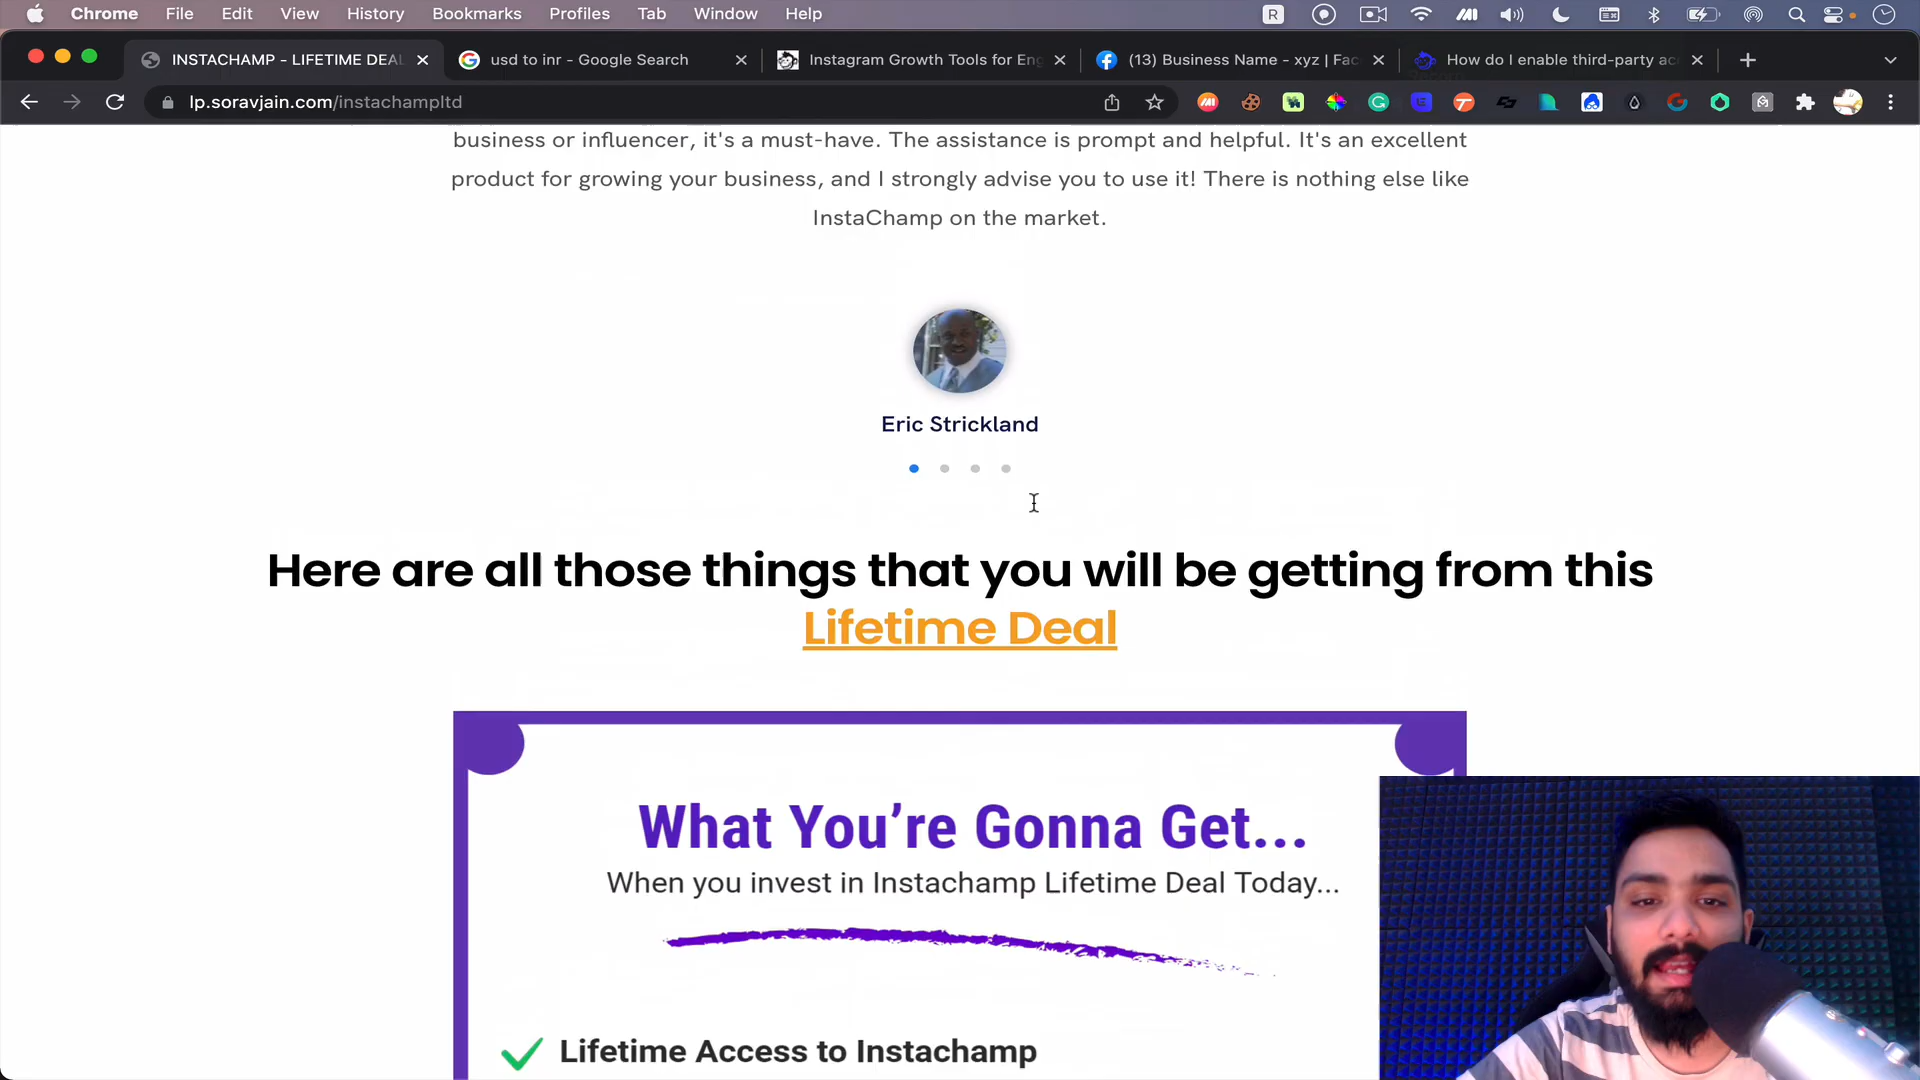 Chrome File Edit View History Bookmarks Profiles Tab Window Help
INSTACHAMP - LIFETIME DEAL
usd to inr - Google Search
Instagram Growth Tools for Eng
(13) Business Name - xyz | Fac
How do I enable third-party ac
lp.soravjain.com/instachampltd
business or influencer, it's a must-have. The assistance is prompt and helpful. It's an excellent
product for growing your business, and I strongly advise you to use it! There is nothing else like
InstaChamp on the market.
Eric Strickland
Here are all those things that you will be getting from this
Lifetime Deal
What You're Gonna Get...
When you invest in Instachamp Lifetime Deal Today...
Lifetime Access to Instachamp